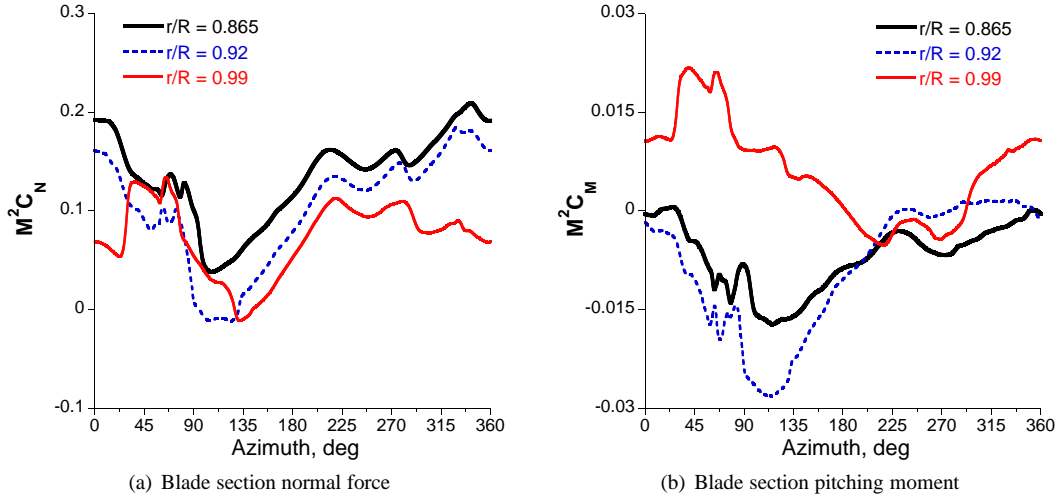 0.3
0.2
0.1
0
-0.1
M²C_N
r/R = 0.865
r/R = 0.92
r/R = 0.99
0 45 90 135 180 225 270 315 360
Azimuth, deg
(a) Blade section normal force
0.03
0.015
0
-0.015
-0.03
M²C_M
r/R = 0.865
r/R = 0.92
r/R = 0.99
0 45 90 135 180 225 270 315 360
Azimuth, deg
(b) Blade section pitching moment